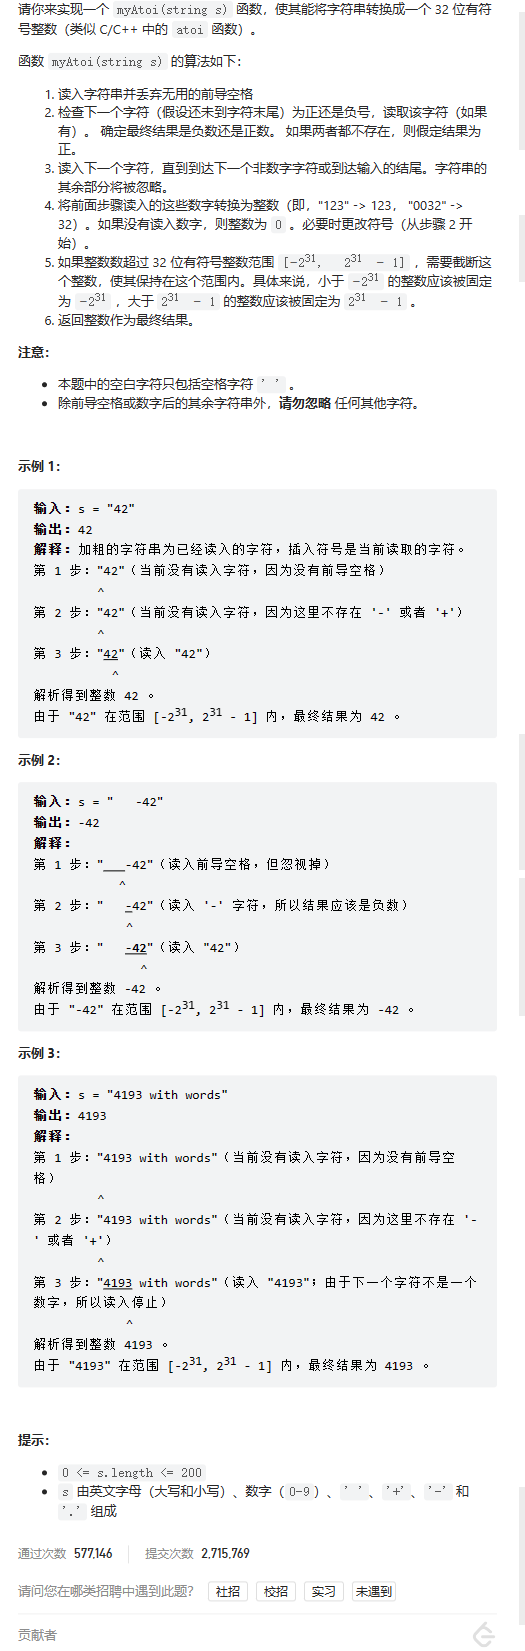 请你来实现一个 myAtoi(string s) 函数，使其能将字符串转换成一个 32 位有符
号整数（类似 C/C++ 中的 atoi 函数）。
函数 myAtoi(string s) 的算法如下：
1. 读入字符串并丢弃无用的前导空格
2. 检查下一个字符（假设还未到字符末尾）为正还是负号，读取该字符（如果
有）。 确定最终结果是负数还是正数。 如果两者都不存在，则假定结果为
正。
3. 读入下一个字符，直到到达下一个非数字字符或到达输入的结尾。字符串的
其余部分将被忽略。
4. 将前面步骤读入的这些数字转换为整数（即，"123" -> 123， "0032" ->
32）。如果没有读入数字，则整数为 0 。必要时更改符号（从步骤 2 开
始）。
5. 如果整数数超过 32 位有符号整数范围 [−2³¹,  2³¹ − 1] ，需要截断这
个整数，使其保持在这个范围内。具体来说，小于 −2³¹ 的整数应该被固定
为 −2³¹ ，大于 2³¹ − 1 的整数应该被固定为 2³¹ − 1 。
6. 返回整数作为最终结果。
注意：
• 本题中的空白字符只包括空格字符 ' ' 。
• 除前导空格或数字后的其余字符串外，请勿忽略 任何其他字符。
示例 1：
输入：s = "42"
输出：42
解释：加粗的字符串为已经读入的字符，插入符号是当前读取的字符。
第 1 步："42"（当前没有读入字符，因为没有前导空格）
^
第 2 步："42"（当前没有读入字符，因为这里不存在 '-' 或者 '+'）
^
第 3 步："42"（读入 "42"）
^
解析得到整数 42 。
由于 "42" 在范围 [-2³¹, 2³¹ - 1] 内，最终结果为 42 。
示例 2：
输入：s = "   -42"
输出：-42
解释：
第 1 步："   -42"（读入前导空格，但忽视掉）
^
第 2 步："   -42"（读入 '-' 字符，所以结果应该是负数）
^
第 3 步："   -42"（读入 "42"）
^
解析得到整数 -42 。
由于 "-42" 在范围 [-2³¹, 2³¹ - 1] 内，最终结果为 -42 。
示例 3：
输入：s = "4193 with words"
输出：4193
解释：
第 1 步："4193 with words"（当前没有读入字符，因为没有前导空
格）
^
第 2 步："4193 with words"（当前没有读入字符，因为这里不存在 '-
' 或者 '+'）
^
第 3 步："4193 with words"（读入 "4193"；由于下一个字符不是一个
数字，所以读入停止）
^
解析得到整数 4193 。
由于 "4193" 在范围 [-2³¹, 2³¹ - 1] 内，最终结果为 4193 。
提示：
• 0 <= s.length <= 200
• s 由英文字母（大写和小写）、数字（0-9）、' '、'+'、'-' 和
'.' 组成
通过次数 577,146 提交次数 2,715,769
请问您在哪类招聘中遇到此题？ 社招 校招 实习 未遇到
贡献者